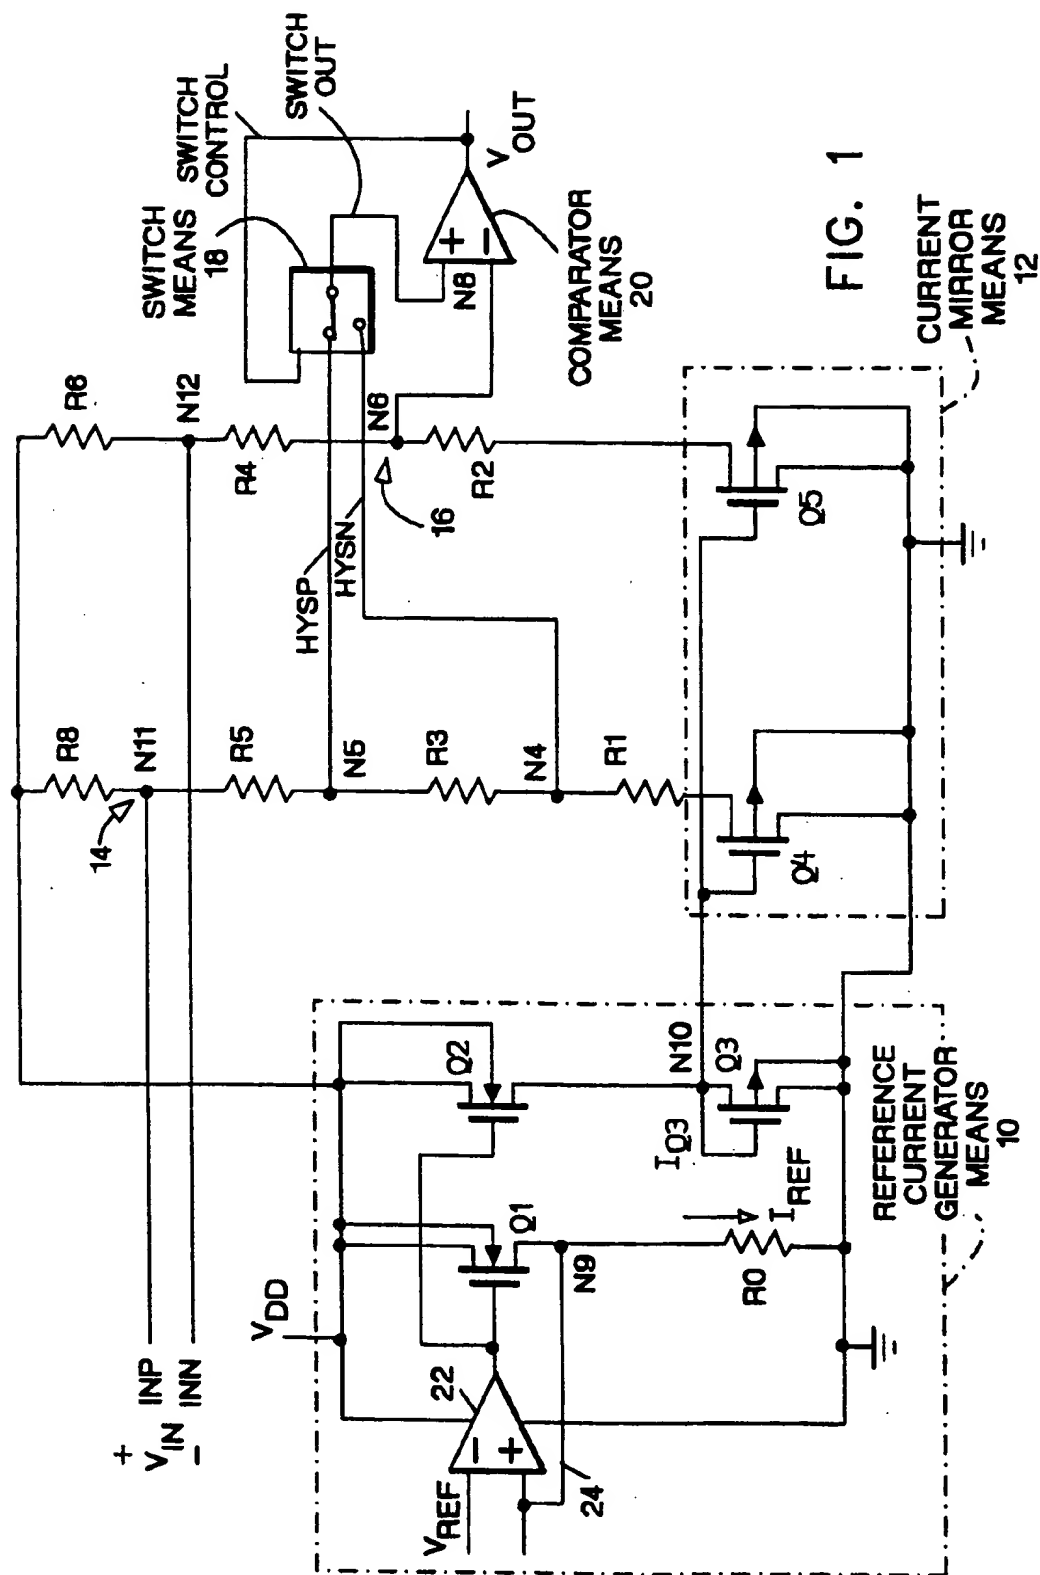 SWITCH
MEANS
18
SWITCH
CONTROL
SWITCH
OUT
R6
N12
R4
N6
16
R2
N8
+
−
VOUT
COMPARATOR
MEANS
20
FIG. 1
HYSP
HYSN
R8
N11
14
R5
N5
R3
N4
R1
Q5
Q4
CURRENT
MIRROR
MEANS
12
+
VIN
−
INP
INN
VDD
Q2
Q1
22
−
+
VREF
24
N9
N10
IQ3
Q3
IREF
R0
REFERENCE
CURRENT
GENERATOR
MEANS
10